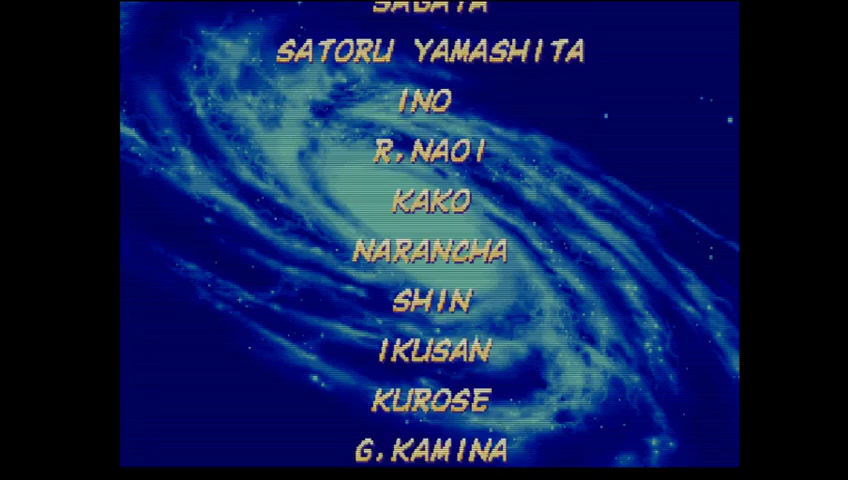 SATORU YAMASHITA
INO
R.NAOI
KAKO
NARANCHA
SHIN
IKUSAN
KUROSE
G.KAMINA